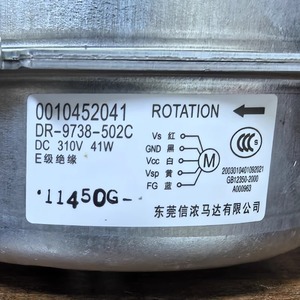 0010452041
ROTATION
DR-9738-502C
DC 310V 41W
E级绝缘
Vs 红
GND 黑
Vcc 白
Vsp 黄
FG 蓝
M
CCC
2003010401092021
GB12350-2000
A000963
11450G-
东莞信浓马达有限公司